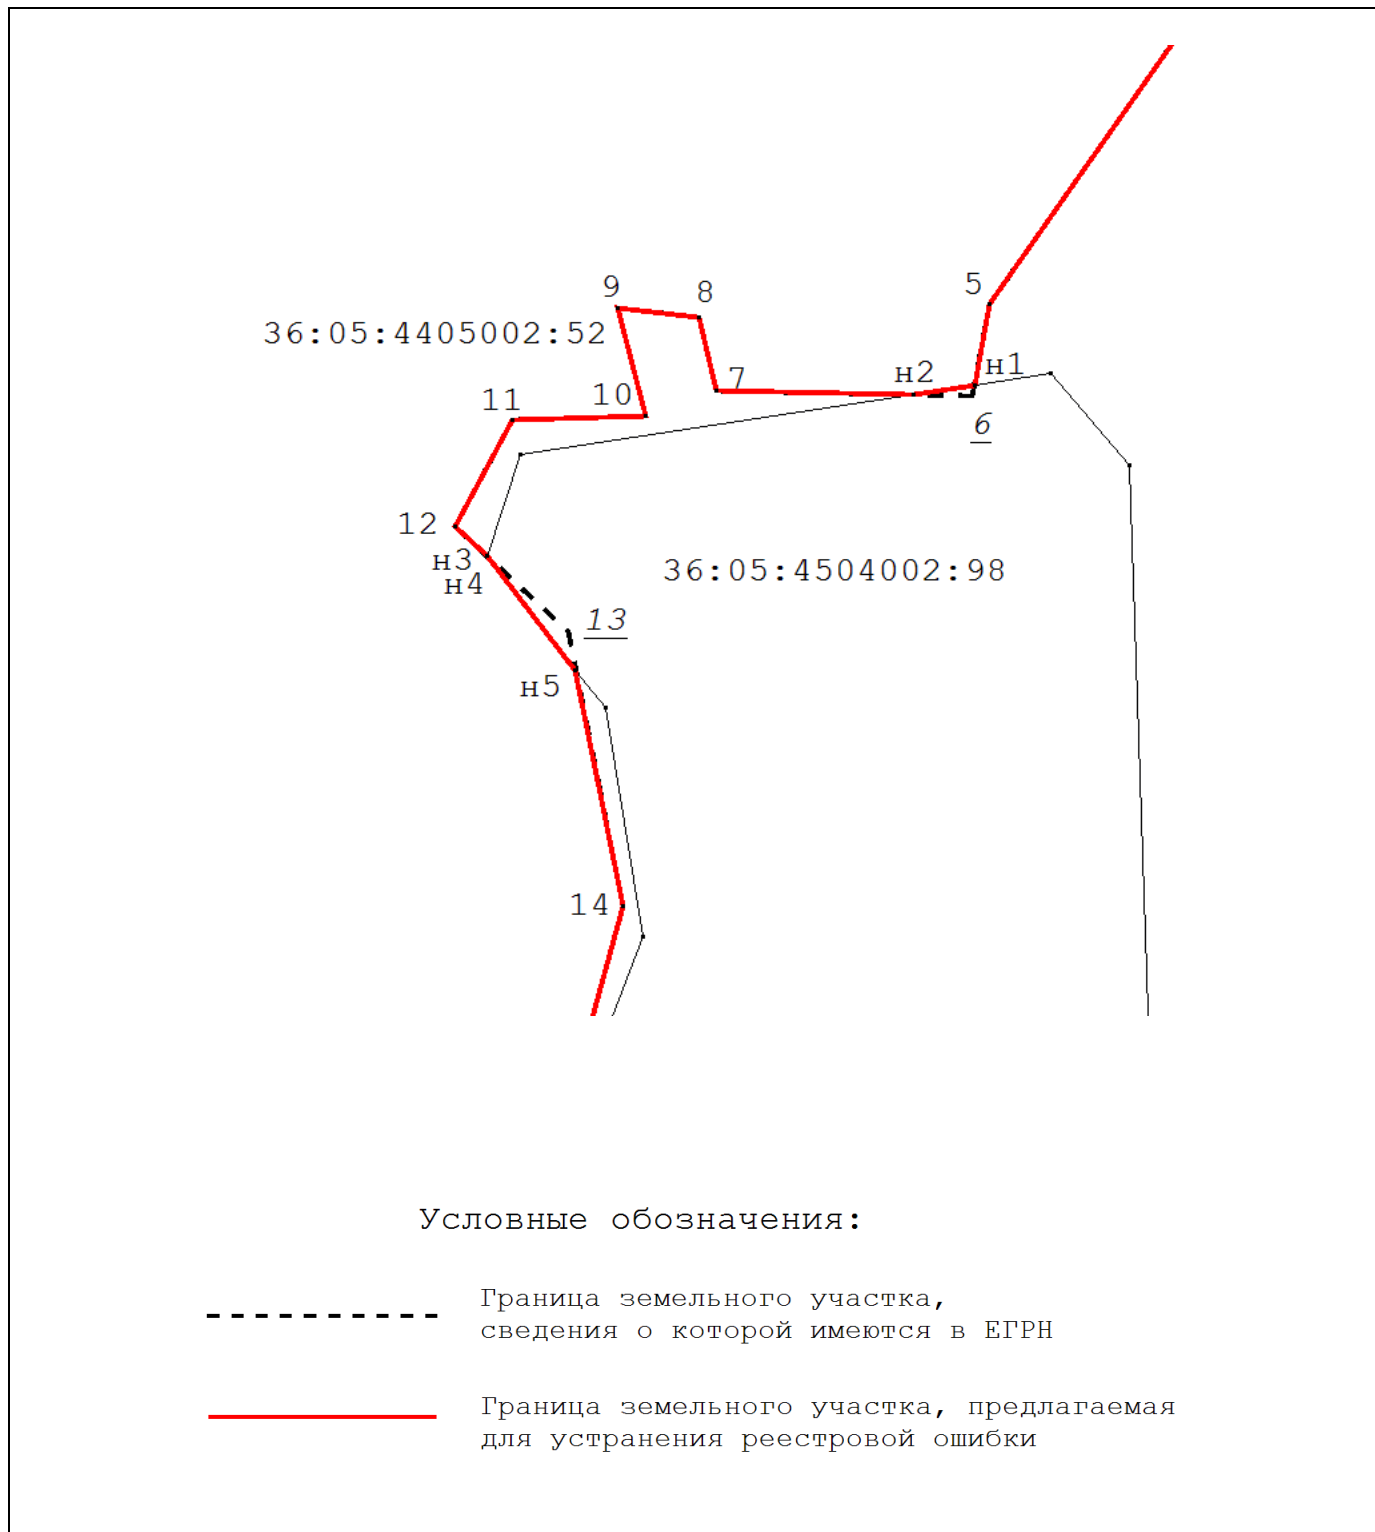 5
9
8
36:05:4405002:52
н1
н2
7
10
11
6
12
н3
36:05:4504002:98
н4
13
н5
14
Условные обозначения:
Граница земельного участка,
сведения о которой имеются в ЕГРН
Граница земельного участка, предлагаемая
для устранения реестровой ошибки